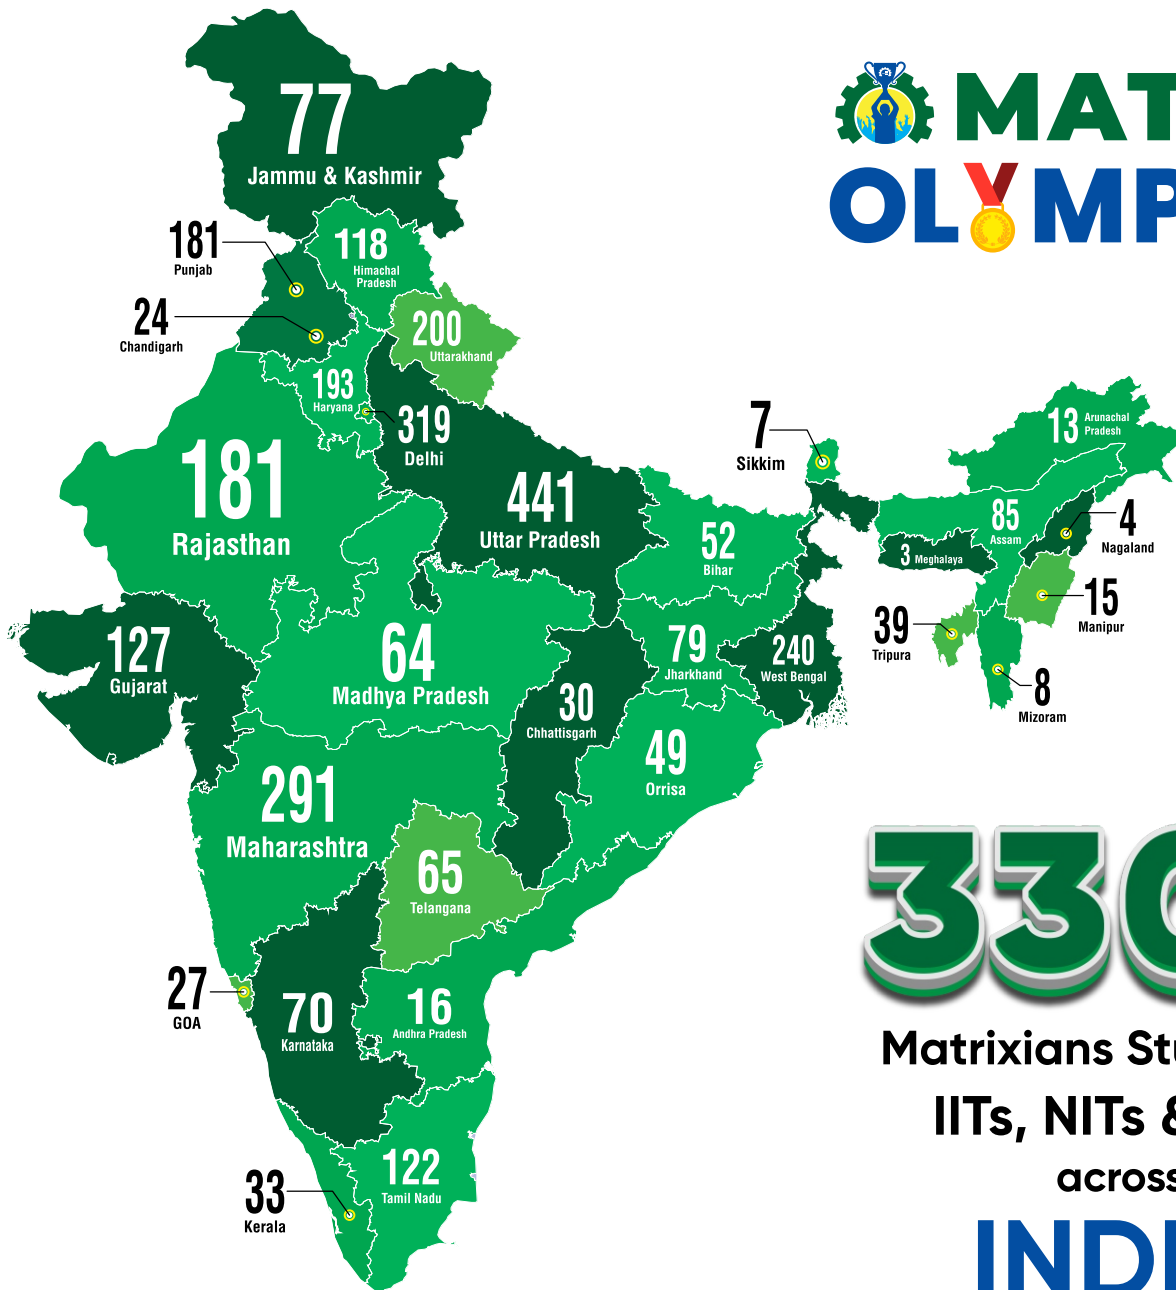 MAT
OLYMP
77
Jammu & Kashmir
181
Punjab
118
Himachal
Pradesh
24
Chandigarh
200
Uttarakhand
193
Haryana
319
Delhi
181
Rajasthan
441
Uttar Pradesh
7
Sikkim
13
Arunachal
Pradesh
52
Bihar
85
Assam
4
Nagaland
3 Meghalaya
15
Manipur
39
Tripura
8
Mizoram
127
Gujarat
64
Madhya Pradesh
79
Jharkhand
240
West Bengal
30
Chhattisgarh
49
Orrisa
291
Maharashtra
65
Telangana
27
GOA
70
Karnataka
16
Andhra Pradesh
122
Tamil Nadu
33
Kerala
330
Matrixians Stu
IITs, NITs &
across
INDI